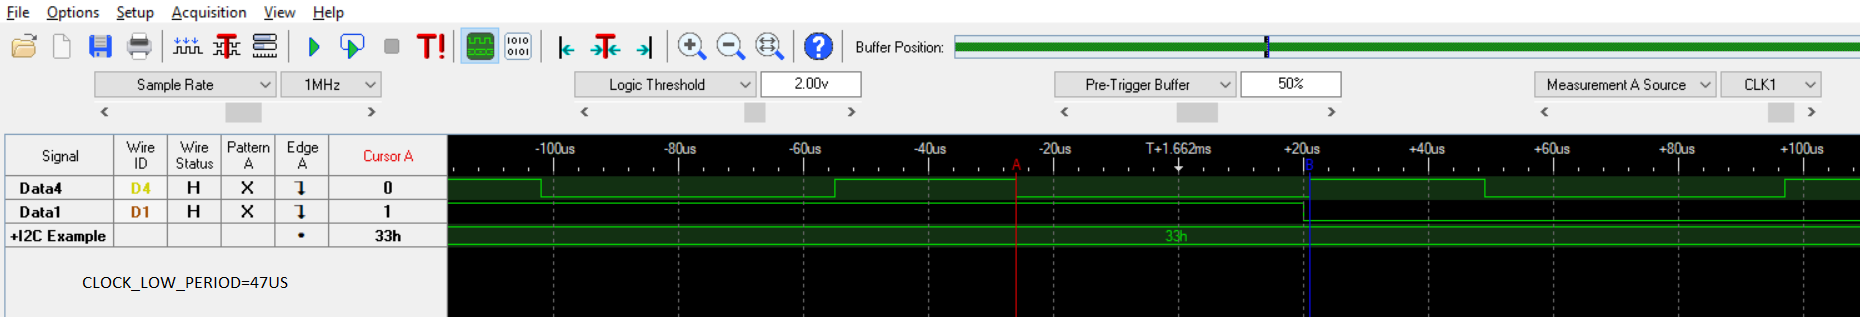 File Options Setup Acquisition View Help
T! 1010 0101 ? Buffer Position:
Sample Rate 1MHz Logic Threshold 2.00v Pre-Trigger Buffer 50% Measurement A Source CLK1
Signal Wire ID Wire Status Pattern A Edge A Cursor A
-100us -80us -60us -40us -20us T+1.662ms +20us +40us +60us +80us +100us
A B
Data4 D4 H X 0
Data1 D1 H X 1
+I2C Example 33h 33h
CLOCK_LOW_PERIOD=47US